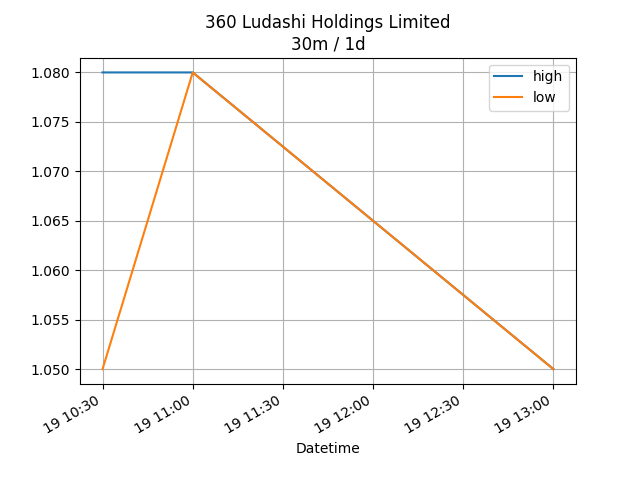 360 Ludashi Holdings Limited
30m / 1d
high
low
1.080
1.075
1.070
1.065
1.060
1.055
1.050
19 10:30
19 11:00
19 11:30
19 12:00
19 12:30
19 13:00
Datetime